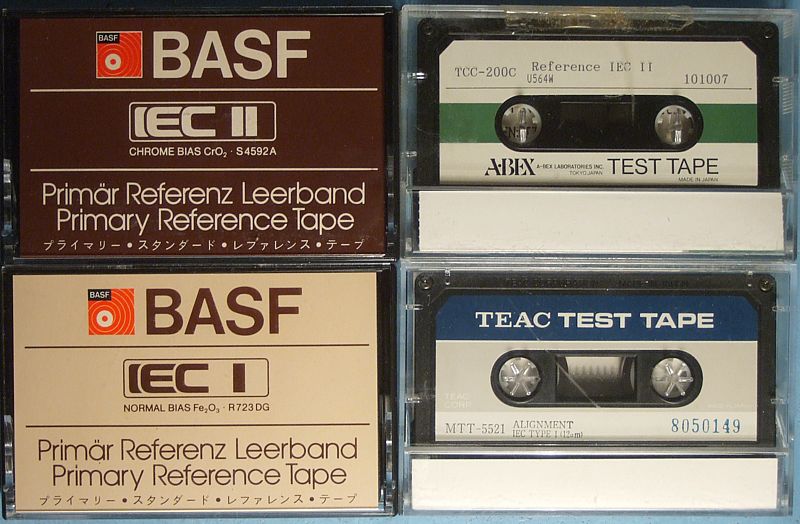 BASF
BASF
IEC II
CHROME BIAS CrO₂ · S4592A
Primär Referenz Leerband
Primary Reference Tape
プライマリー・スタンダード・レファレンス・テープ
TCC-200C Reference IEC II
U564W
101007
A·BEX A-BEX LABORATORIES INC. TEST TAPE
TOKYO JAPAN
MADE IN JAPAN
BASF
BASF
IEC I
NORMAL BIAS Fe₂O₃ · R723DG
Primär Referenz Leerband
Primary Reference Tape
プライマリー・スタンダード・レファレンス・テープ
TEAC TEST TAPE
TEAC
CORP
MTT-5521 ALIGNMENT
IEC TYPE I (12㎝)
8050149